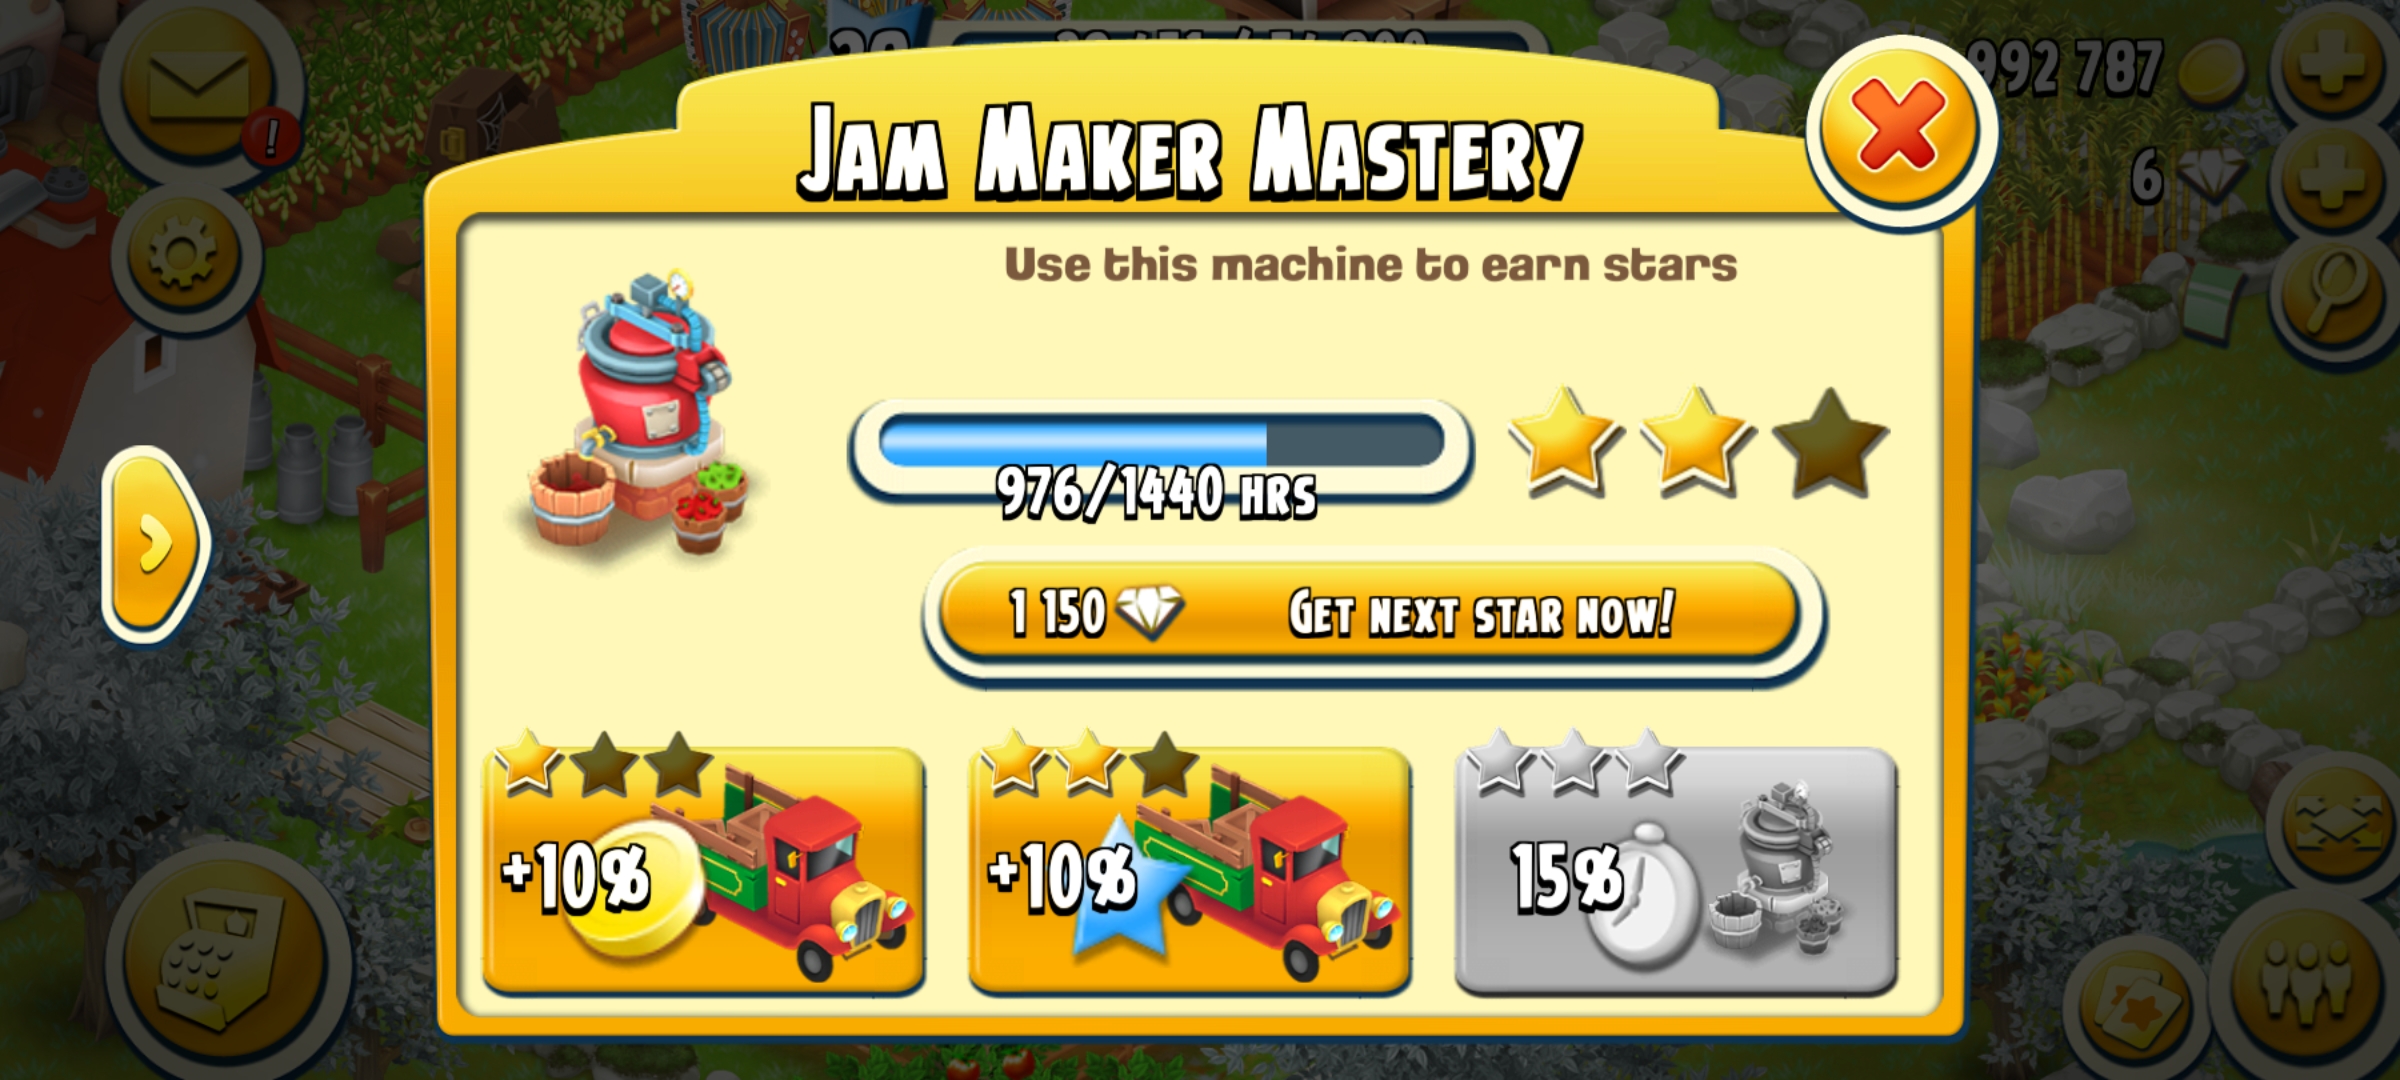 992 787
JAM MAKER MASTERY
!
6
Use this machine to earn stars
976/1440 HRS
1 150 GET NEXT STAR NOW!
+10% +10% 15%